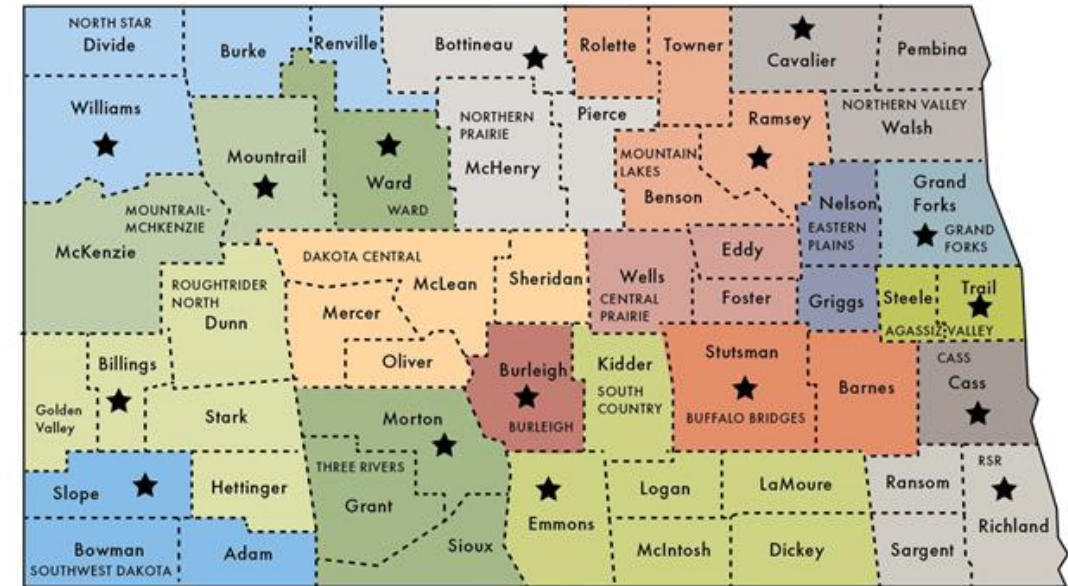 NORTH STAR
Divide
Burke
Renville
Bottineau
Rolette
Towner
Cavalier
Pembina
Williams
Mountrail
Ward
WARD
NORTHERN
PRAIRIE
McHenry
Pierce
MOUNTAIN
LAKES
Benson
Ramsey
NORTHERN VALLEY
Walsh
MOUNTRAIL-
MCHKENZIE
McKenzie
Nelson
EASTERN
PLAINS
Grand
Forks
GRAND
FORKS
ROUGHTRIDER
NORTH
Dunn
DAKOTA CENTRAL
McLean
Mercer
Oliver
Sheridan
Wells
CENTRAL
PRAIRIE
Eddy
Foster
Griggs
Steele
Trail
AGASSIZ VALLEY
Billings
Golden
Valley
Stark
Burleigh
BURLEIGH
Kidder
SOUTH
COUNTRY
Stutsman
BUFFALO BRIDGES
Barnes
CASS
Cass
Morton
THREE RIVERS
Grant
Sioux
Slope
Hettinger
Bowman
SOUTHWEST DAKOTA
Adam
Emmons
Logan
LaMoure
McIntosh
Dickey
Ransom
Sargent
RSR
Richland